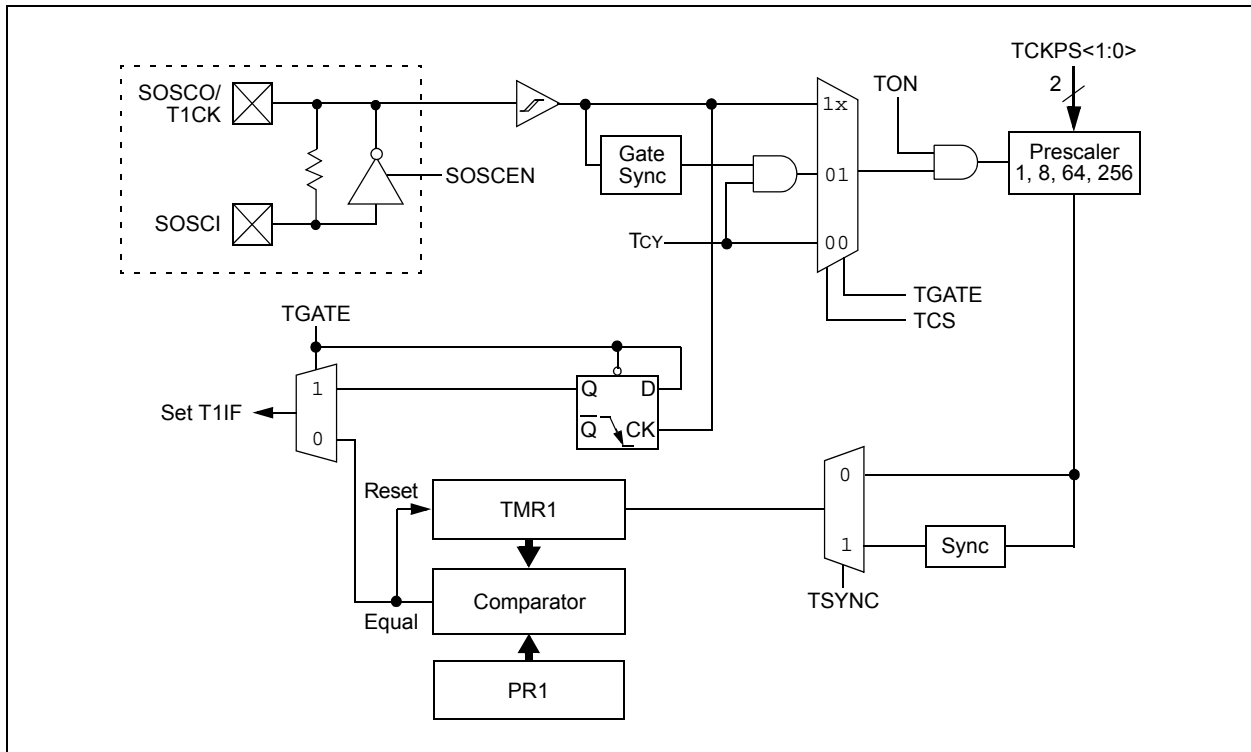 TCKPS<1:0>
2
SOSCO/
T1CK
TON
1x
Prescaler
1, 8, 64, 256
Gate
Sync
SOSCEN
01
SOSCI
TCY
00
TGATE
TCS
TGATE
1
Q
D
Set T1IF
Q
CK
0
0
Reset
TMR1
1
Sync
Comparator
TSYNC
Equal
PR1